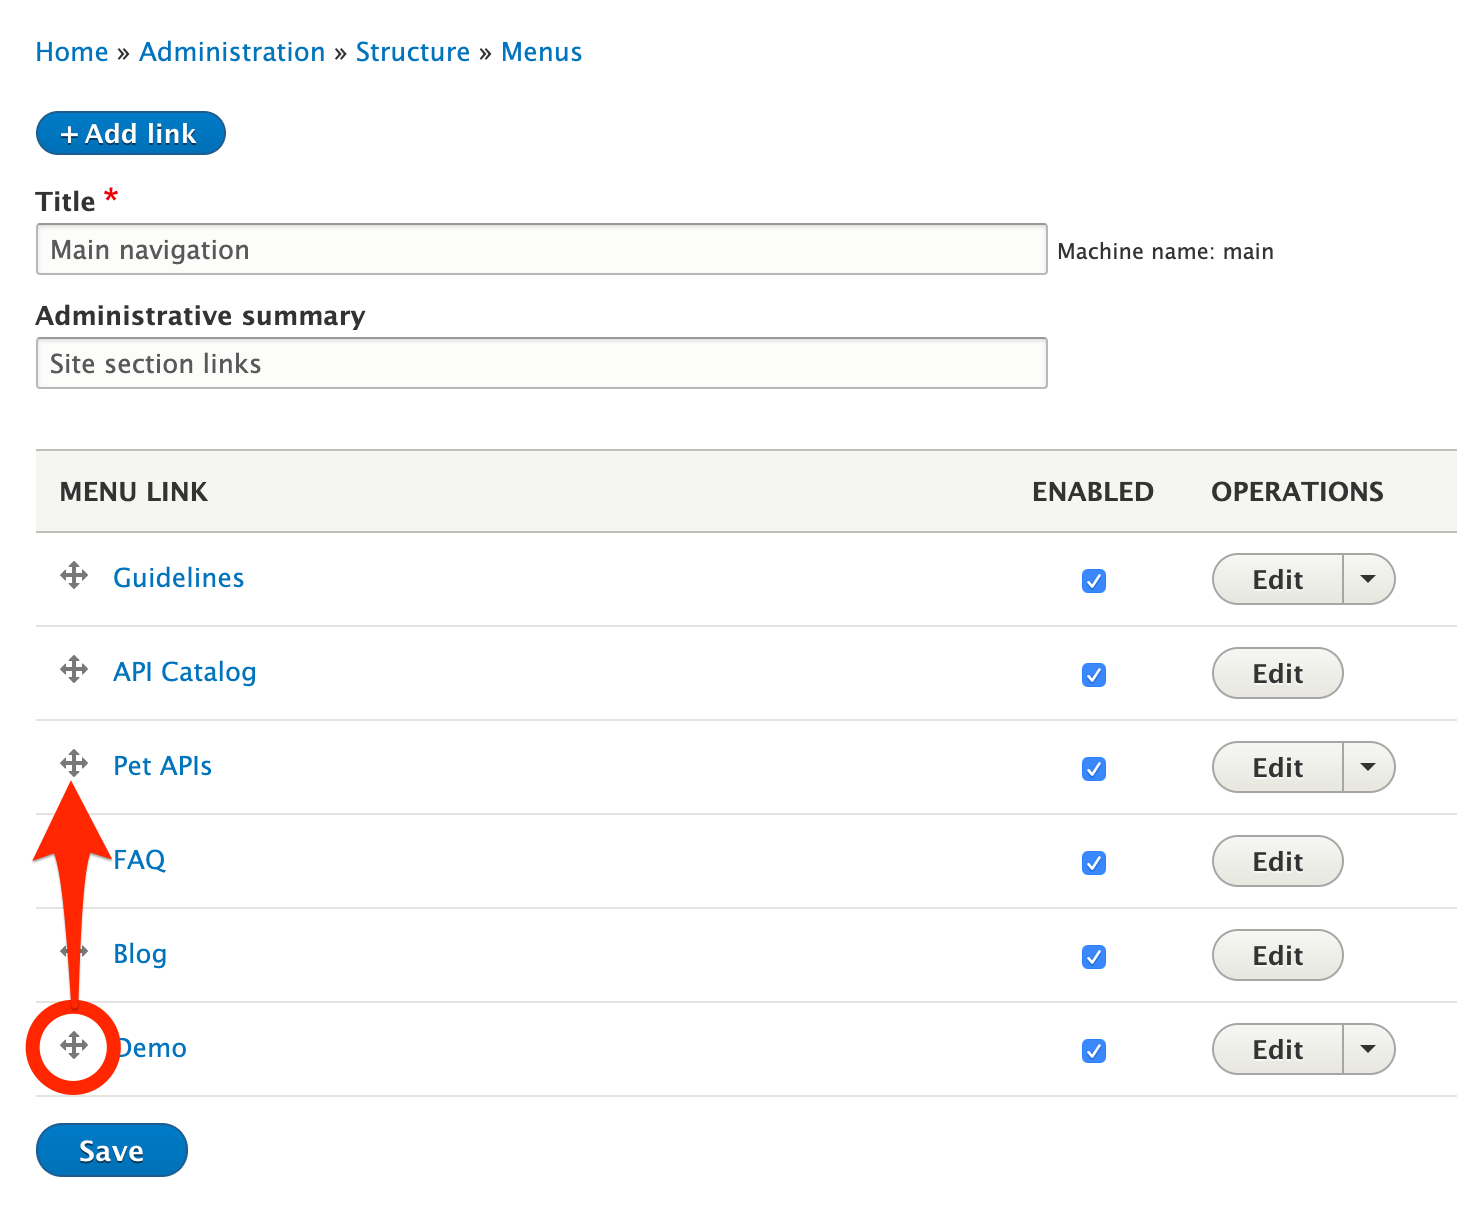 Home » Administration » Structure » Menus
+ Add link
Title *
Main navigation Machine name: main
Administrative summary
Site section links
MENU LINK ENABLED OPERATIONS
Guidelines Edit
API Catalog Edit
Pet APIs Edit
FAQ Edit
Blog Edit
Demo Edit
Save